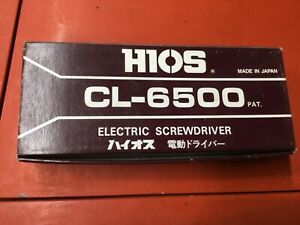 HIOS ®
MADE IN JAPAN
CL-6500 PAT.
ELECTRIC SCREWDRIVER
ハイオス 電動ドライバー